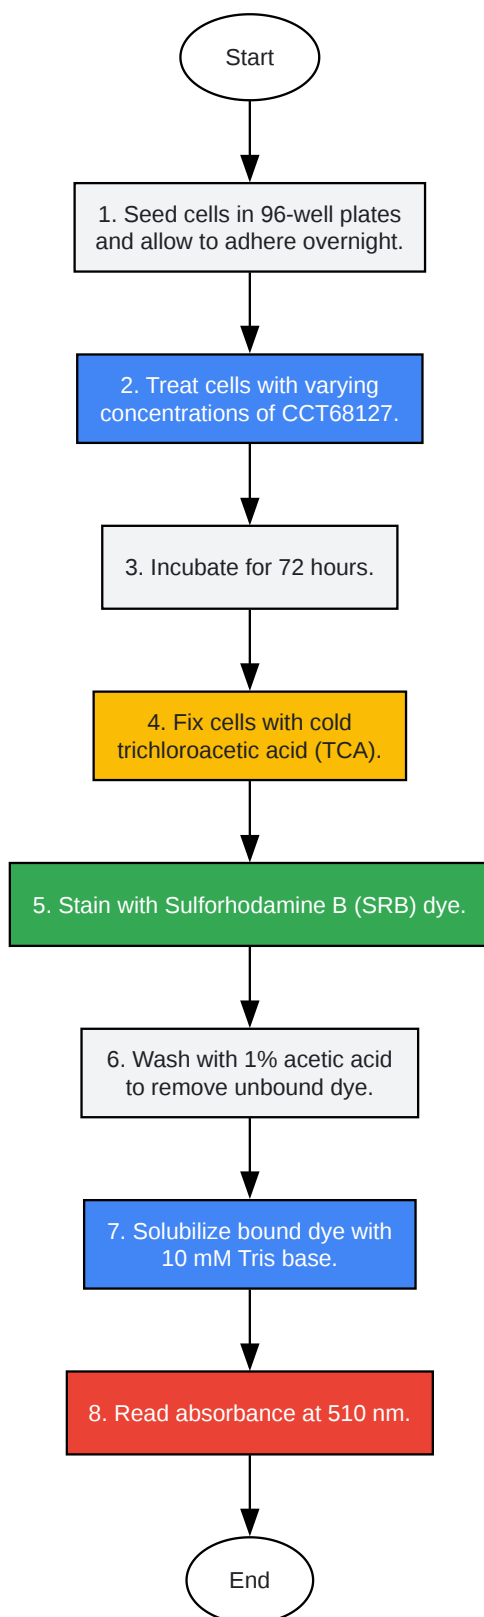 Start
1. Seed cells in 96-well plates
and allow to adhere overnight.
2. Treat cells with varying
concentrations of CCT68127.
3. Incubate for 72 hours.
4. Fix cells with cold
trichloroacetic acid (TCA).
5. Stain with Sulforhodamine B (SRB) dye.
6. Wash with 1% acetic acid
to remove unbound dye.
7. Solubilize bound dye with
10 mM Tris base.
8. Read absorbance at 510 nm.
End